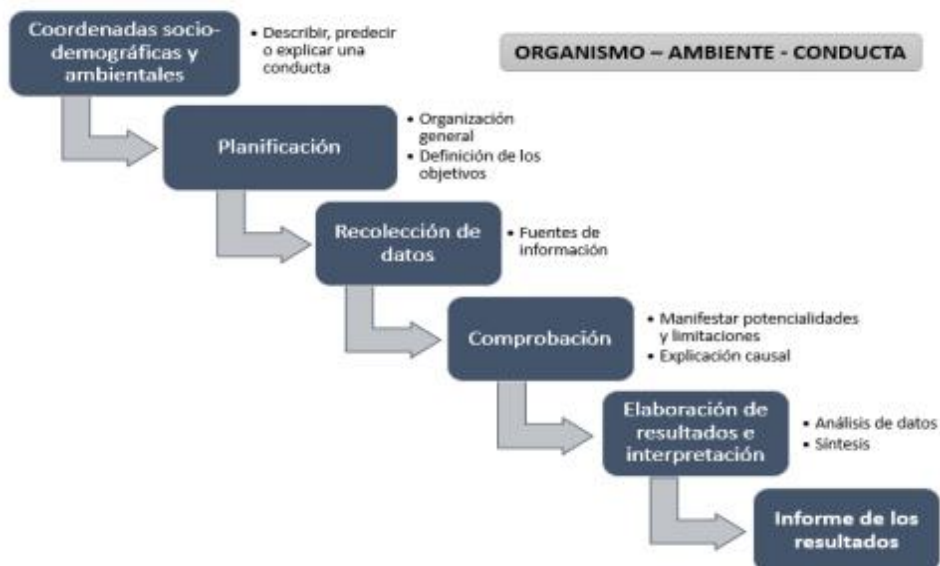 Coordenadas socio-
demográficas y
ambientales
• Describir, predecir
o explicar una
conducta
ORGANISMO – AMBIENTE - CONDUCTA
Planificación
• Organización
general
• Definición de los
objetivos
Recolección de
datos
• Fuentes de
información
Comprobación
• Manifestar potencialidades
y limitaciones
• Explicación causal
Elaboración de
resultados e
interpretación
• Análisis de datos
• Síntesis
Informe de los
resultados